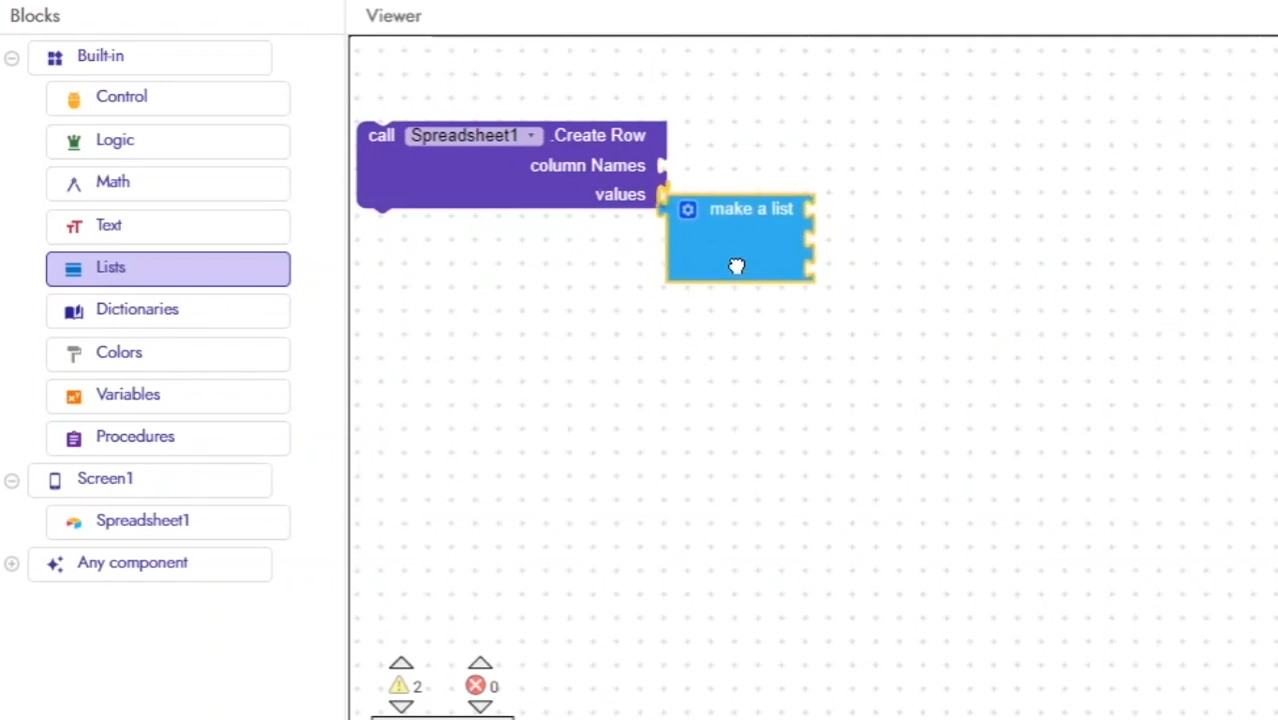 Blocks
Viewer
Built-in
Control
Logic
Math
Text
Lists
Dictionaries
Colors
Variables
Procedures
Screen1
Spreadsheet1
Any component
call Spreadsheet1 .Create Row
column Names
values
make a list
2
0